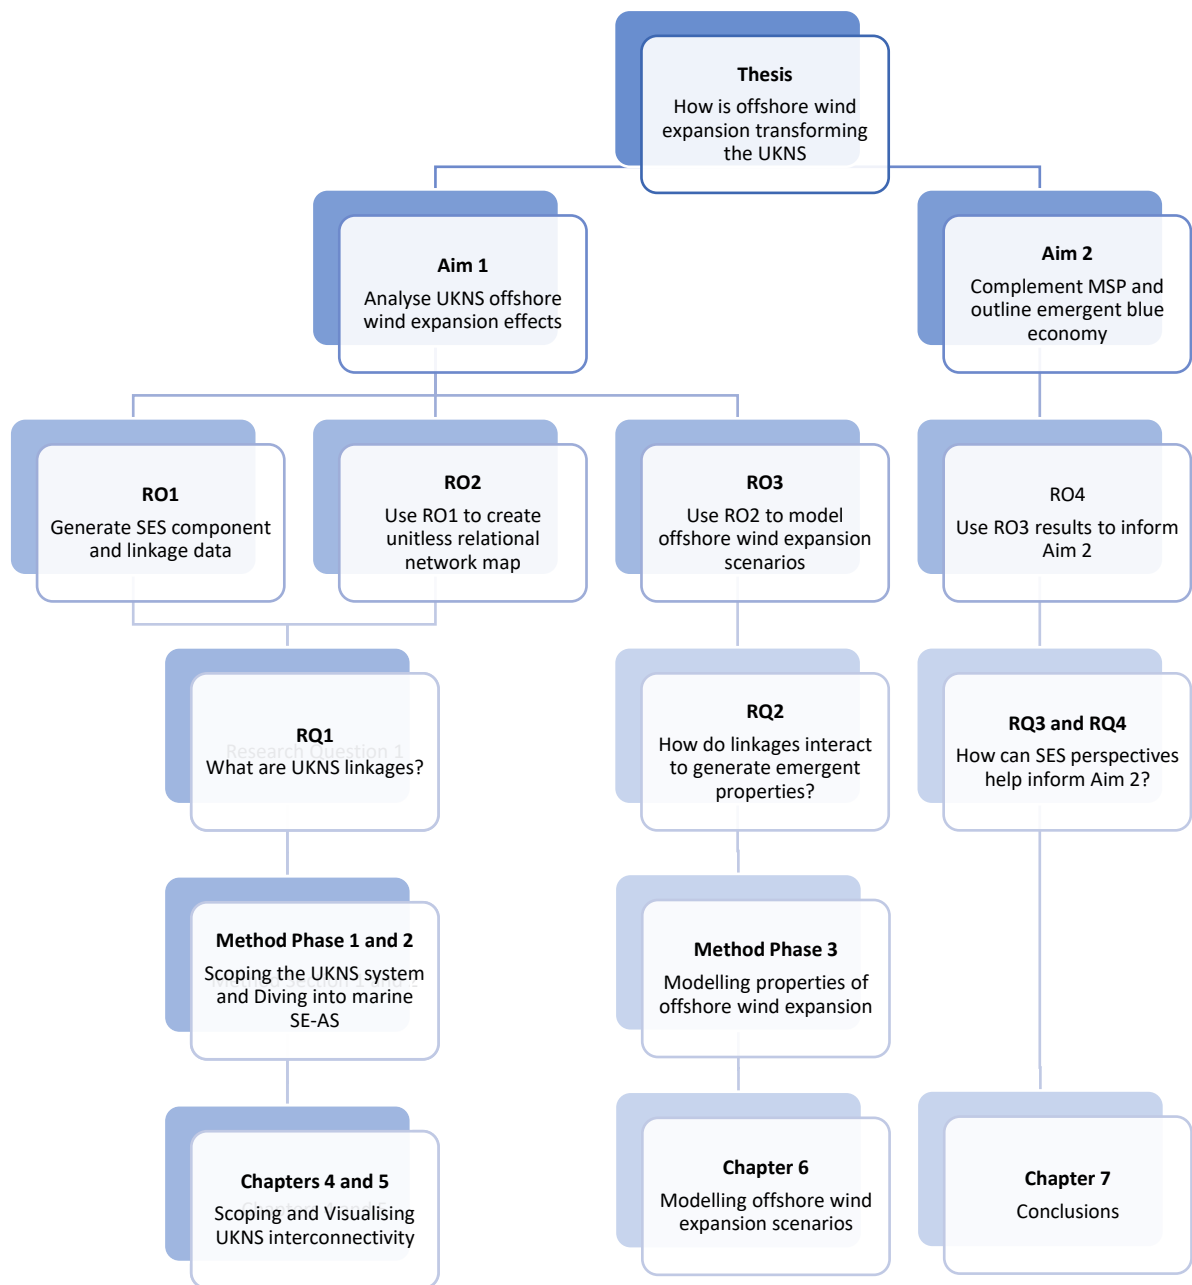 Thesis
How is offshore wind
expansion transforming
the UKNS
Aim 1
Analyse UKNS offshore
wind expansion effects
Aim 2
Complement MSP and
outline emergent blue
economy
RO1
Generate SES component
and linkage data
RO2
Use RO1 to create
unitless relational
network map
RO3
Use RO2 to model
offshore wind expansion
scenarios
RO4
Use RO3 results to inform
Aim 2
RQ1
Research Question 1
What are UKNS linkages?
RQ2
How do linkages interact
to generate emergent
properties?
RQ3 and RQ4
How can SES perspectives
help inform Aim 2?
Method Phase 1 and 2
Scoping the UKNS system
and Diving into marine
SE-AS
Method Phase 3
Modelling properties of
offshore wind expansion
Chapters 4 and 5
Scoping and Visualising
UKNS interconnectivity
Chapter 6
Modelling offshore wind
expansion scenarios
Chapter 7
Conclusions